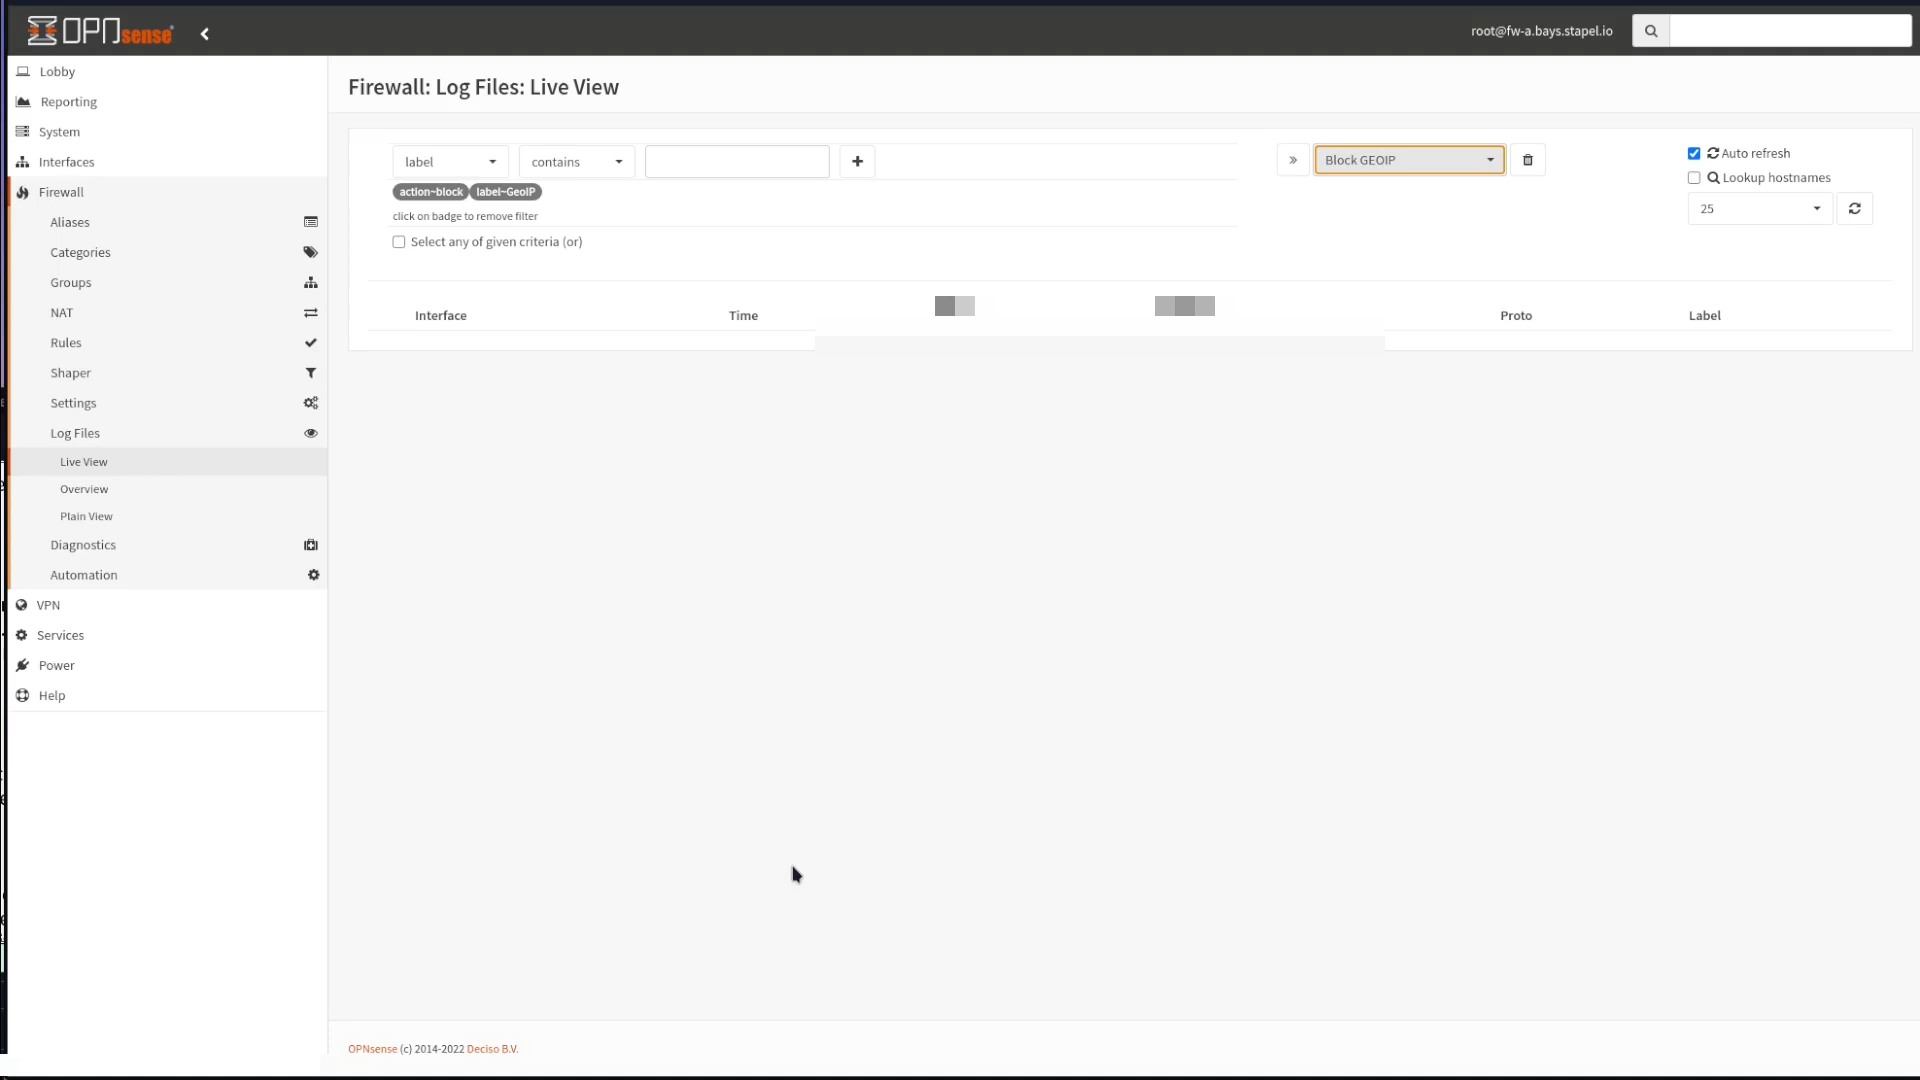 OPNsense
root@fw-a.bays.stapel.io
Lobby
Reporting
System
Interfaces
Firewall
Aliases
Categories
Groups
NAT
Rules
Shaper
Settings
Log Files
Live View
Overview
Plain View
Diagnostics
Automation
VPN
Services
Power
Help
Firewall: Log Files: Live View
label
contains
Block GEOIP
Auto refresh
Lookup hostnames
25
action~block label~GeoIP
click on badge to remove filter
Select any of given criteria (or)
Interface Time Proto Label
OPNsense (c) 2014-2022 Deciso B.V.